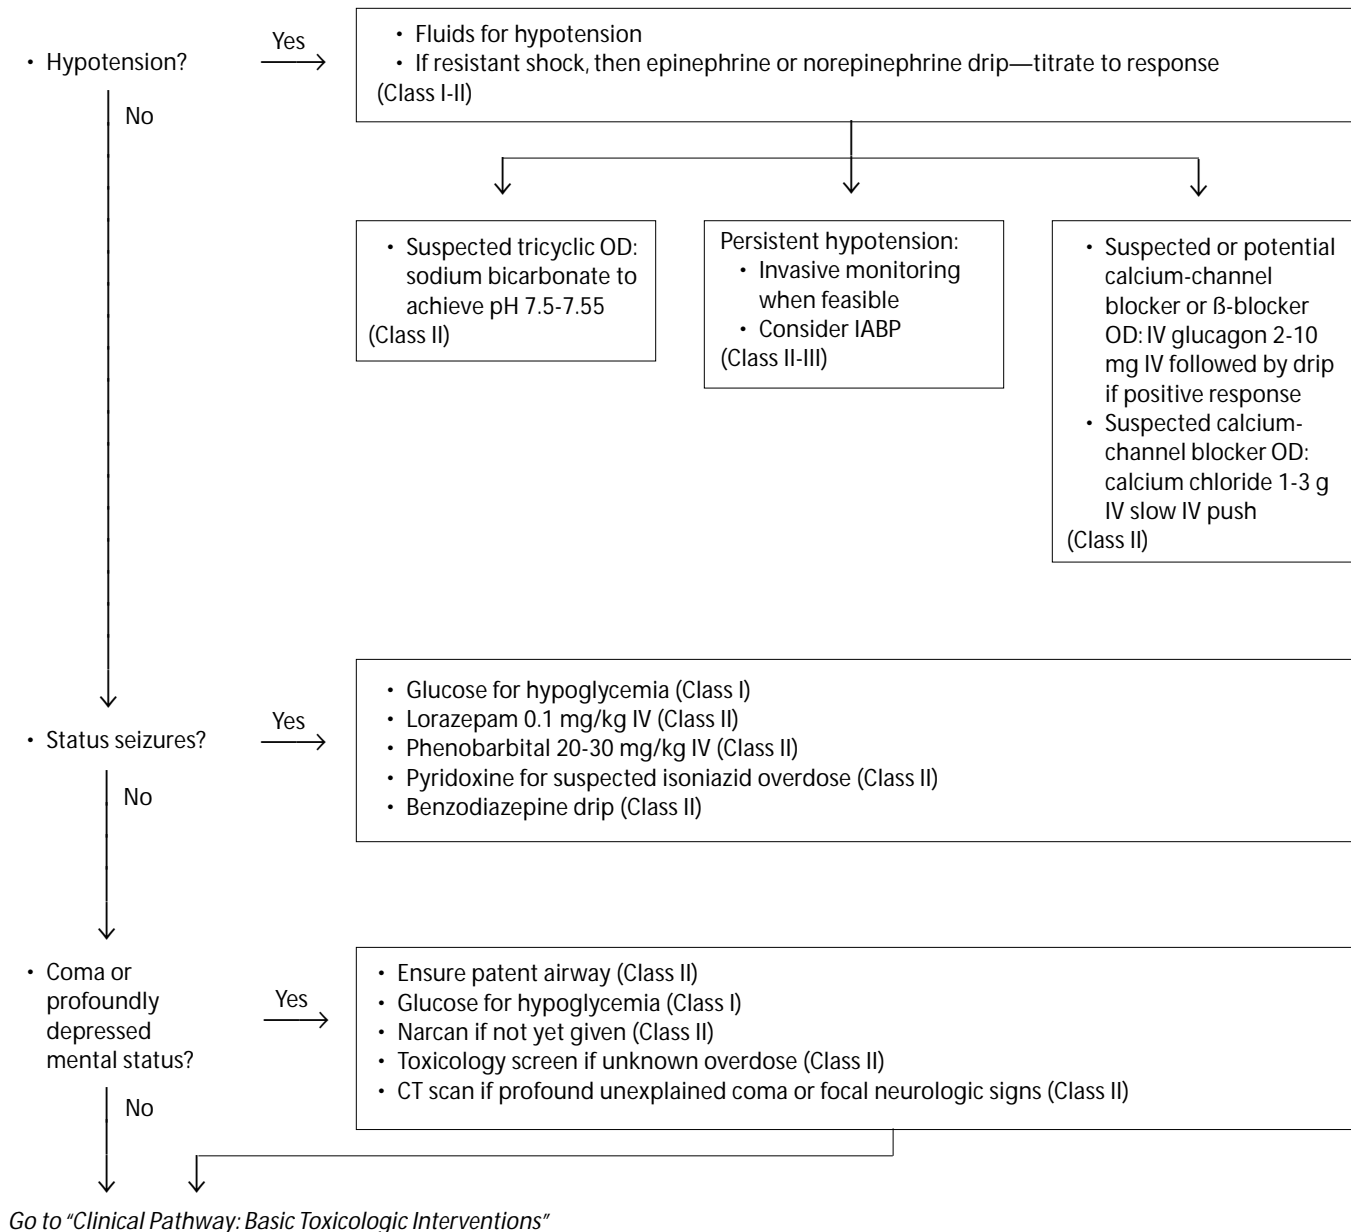 • Hypotension?
Yes
• Fluids for hypotension
• If resistant shock, then epinephrine or norepinephrine drip—titrate to response
(Class I-II)
No
• Suspected tricyclic OD:
sodium bicarbonate to
achieve pH 7.5-7.55
(Class II)
Persistent hypotension:
• Invasive monitoring
when feasible
• Consider IABP
(Class II-III)
• Suspected or potential
calcium-channel
blocker or ß-blocker
OD: IV glucagon 2-10
mg IV followed by drip
if positive response
• Suspected calcium-
channel blocker OD:
calcium chloride 1-3 g
IV slow IV push
(Class II)
• Status seizures?
Yes
• Glucose for hypoglycemia (Class I)
• Lorazepam 0.1 mg/kg IV (Class II)
• Phenobarbital 20-30 mg/kg IV (Class II)
• Pyridoxine for suspected isoniazid overdose (Class II)
• Benzodiazepine drip (Class II)
No
• Coma or
profoundly
depressed
mental status?
Yes
• Ensure patent airway (Class II)
• Glucose for hypoglycemia (Class I)
• Narcan if not yet given (Class II)
• Toxicology screen if unknown overdose (Class II)
• CT scan if profound unexplained coma or focal neurologic signs (Class II)
No
Go to “Clinical Pathway: Basic Toxicologic Interventions”